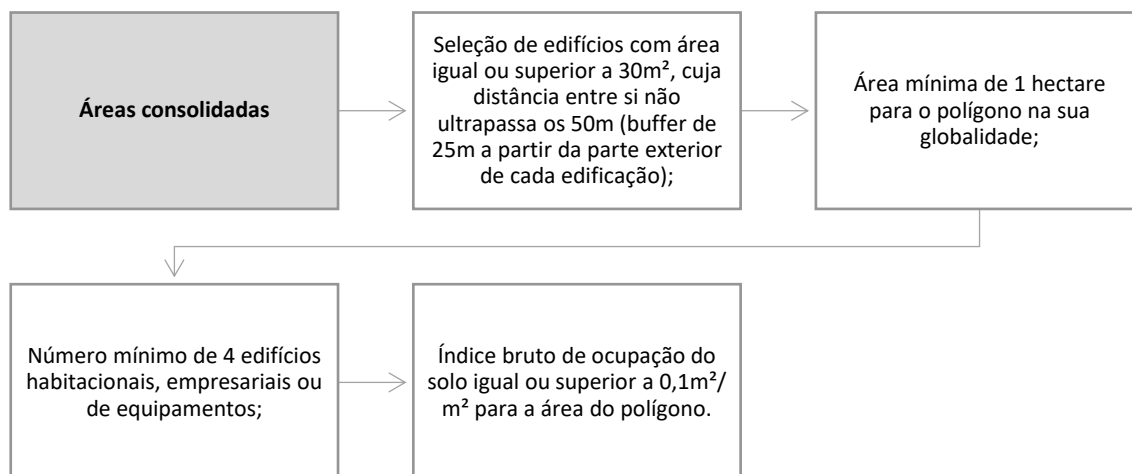 Áreas consolidadas
Seleção de edifícios com área
igual ou superior a 30m², cuja
distância entre si não
ultrapassa os 50m (buffer de
25m a partir da parte exterior
de cada edificação);
Área mínima de 1 hectare
para o polígono na sua
globalidade;
Número mínimo de 4 edifícios
habitacionais, empresariais ou
de equipamentos;
Índice bruto de ocupação do
solo igual ou superior a 0,1m²/
m² para a área do polígono.